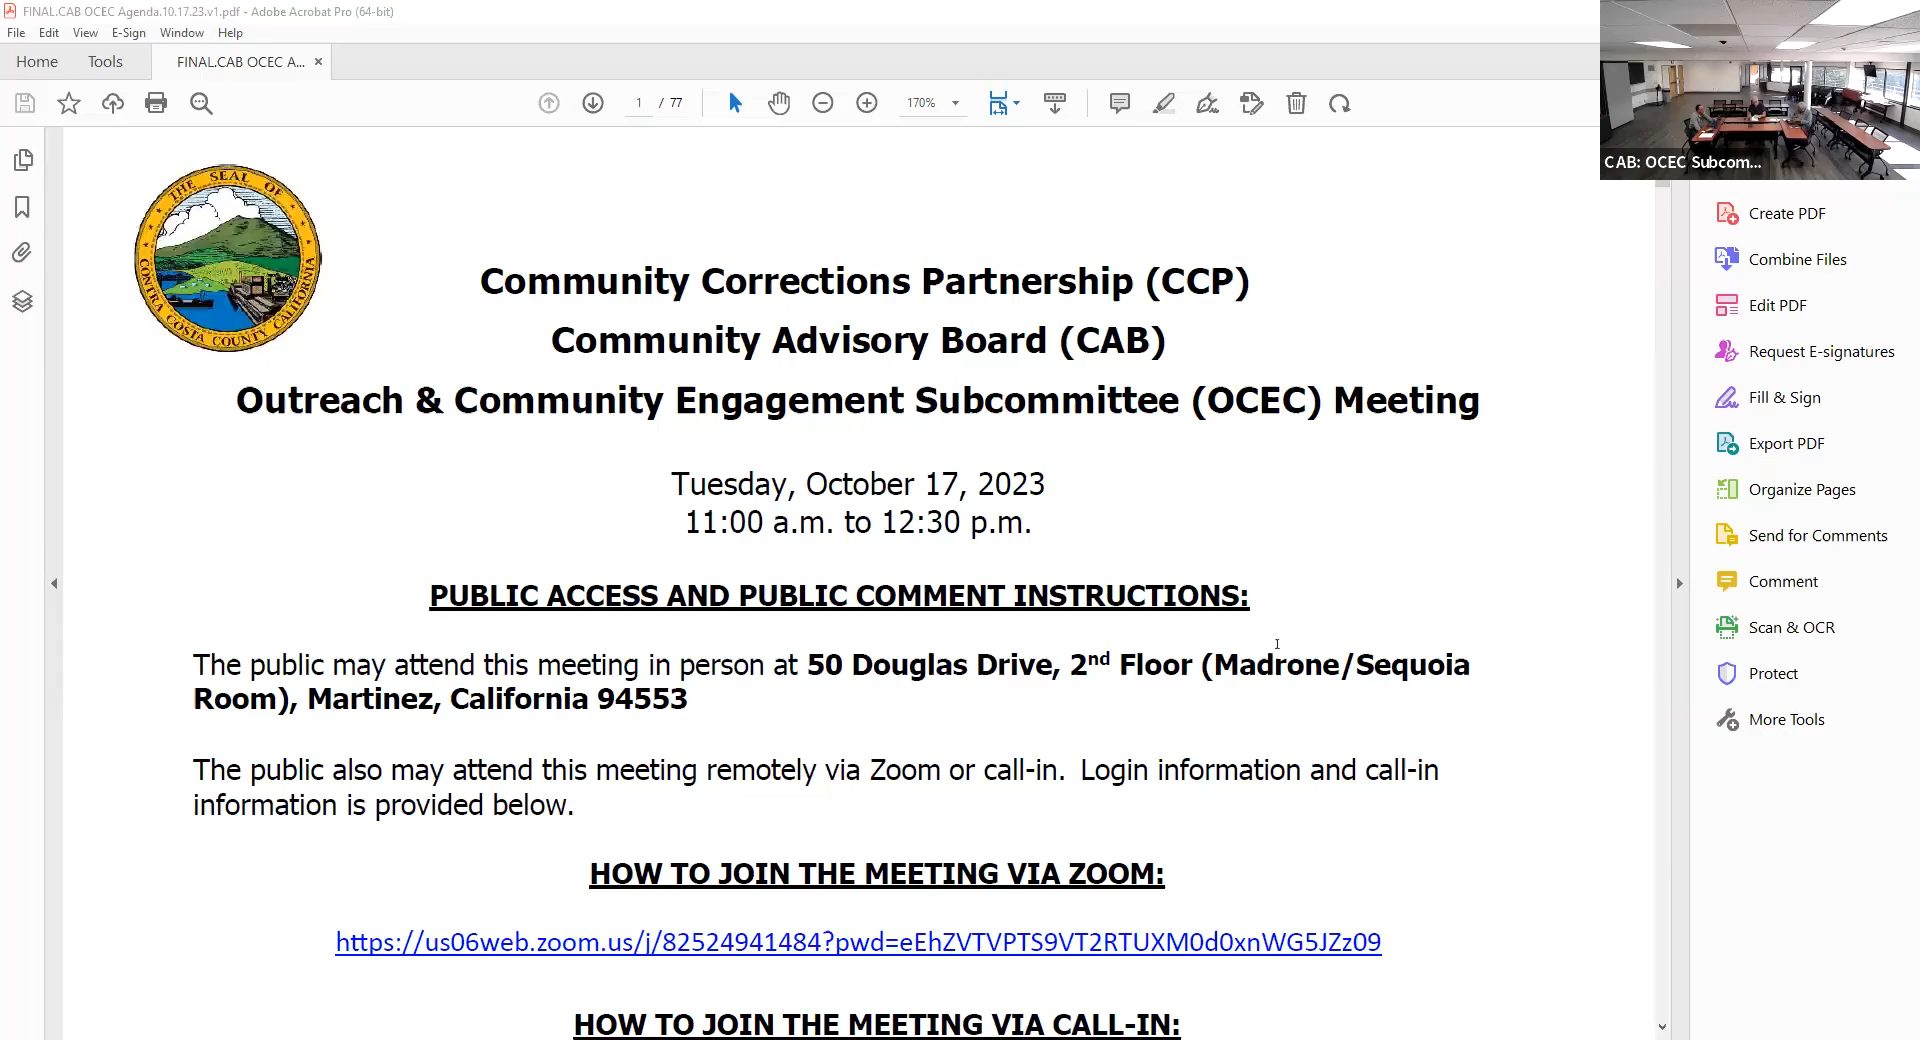 FINAL.CAB OCEC Agenda.10.17.23.v1.pdf - Adobe Acrobat Pro (64-bit)
File Edit View E-Sign Window Help
Home Tools FINAL.CAB OCEC A... ×
1 / 77 170%
CAB: OCEC Subcom...
THE SEAL OF
CONTRA COSTA COUNTY CALIFORNIA
Community Corrections Partnership (CCP)
Community Advisory Board (CAB)
Outreach & Community Engagement Subcommittee (OCEC) Meeting
Tuesday, October 17, 2023
11:00 a.m. to 12:30 p.m.
PUBLIC ACCESS AND PUBLIC COMMENT INSTRUCTIONS:
The public may attend this meeting in person at 50 Douglas Drive, 2nd Floor (Madrone/Sequoia
Room), Martinez, California 94553
The public also may attend this meeting remotely via Zoom or call-in. Login information and call-in
information is provided below.
HOW TO JOIN THE MEETING VIA ZOOM:
https://us06web.zoom.us/j/82524941484?pwd=eEhZVTVPTS9VT2RTUXM0d0xnWG5JZz09
HOW TO JOIN THE MEETING VIA CALL-IN:
Create PDF
Combine Files
Edit PDF
Request E-signatures
Fill & Sign
Export PDF
Organize Pages
Send for Comments
Comment
Scan & OCR
Protect
More Tools